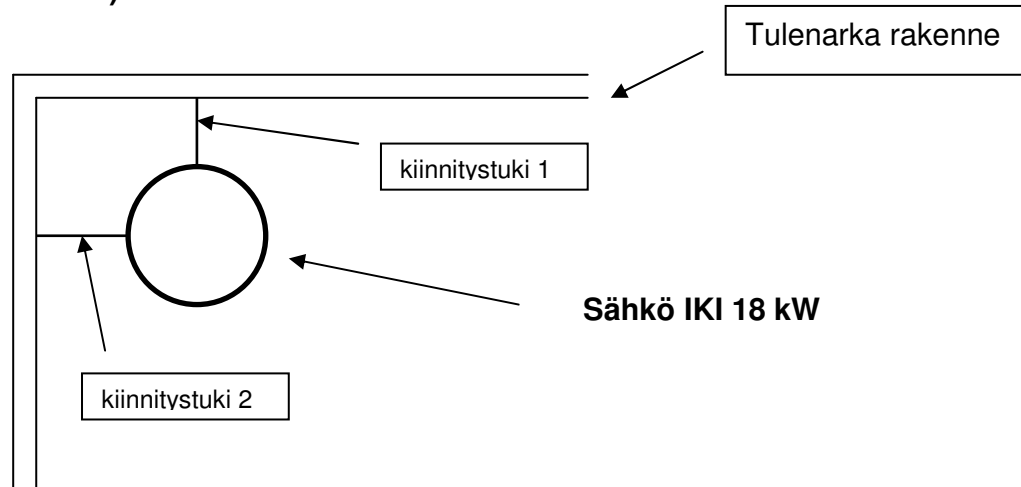 Tulenarka rakenne
kiinnitystuki 1
Sähkö IKI 18 kW
kiinnitystuki 2